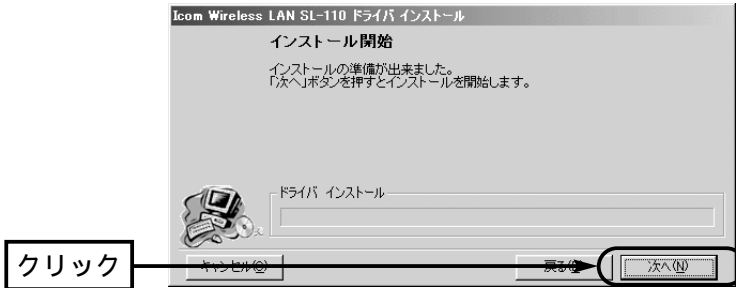 Icom Wireless LAN SL-110 ドライバ インストール
インストール開始
インストールの準備が出来ました。
「次へ」ボタンを押すとインストールを開始します。
ドライバ インストール
クリック
キャンセル(C)
戻る(B)
次へ(N)